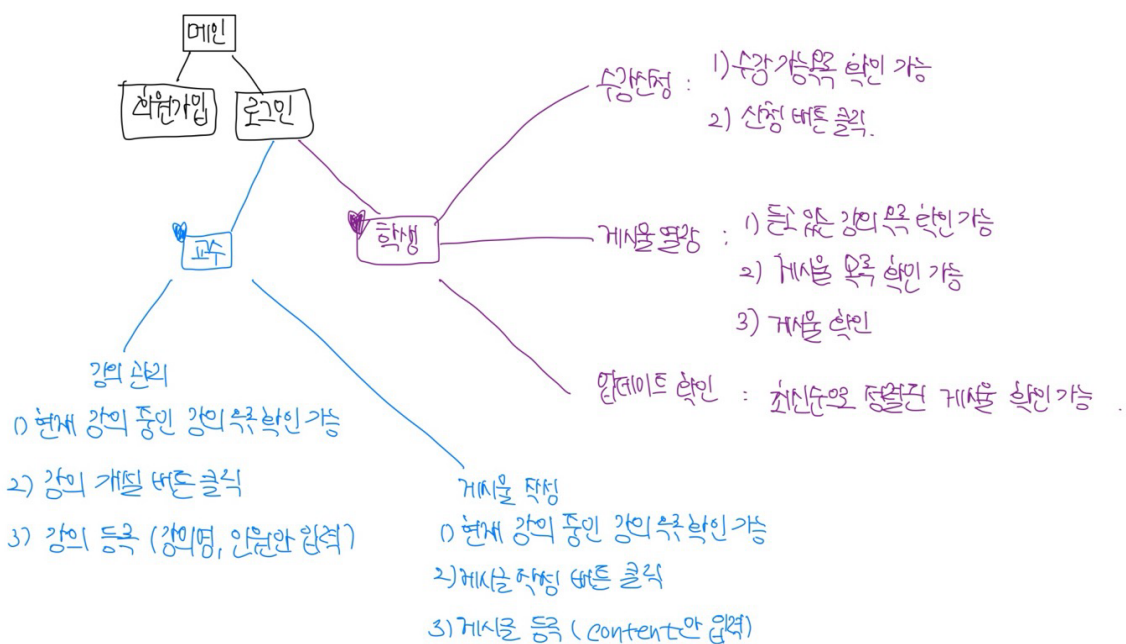 메인
회원가입
로그인
교수
학생
수강신청 : 1) 수강 가능목록 확인 가능
2) 신청 버튼 클릭.
게시물 열람 : 1) 듣고 있는 강의 목록 확인 가능
2) 게시물 목록 확인 가능
3) 게시물 확인
업데이트 확인 : 최신순으로 정렬된 게시물 확인 가능.
강의 관리
1) 현재 강의 중인 강의 목록 확인 가능
2) 강의 개설 버튼 클릭
3) 강의 등록 (강의명, 인원만 입력)
게시물 작성
1) 현재 강의 중인 강의 목록 확인 가능
2) 게시글 작성 버튼 클릭
3) 게시글 등록 (content만 입력)